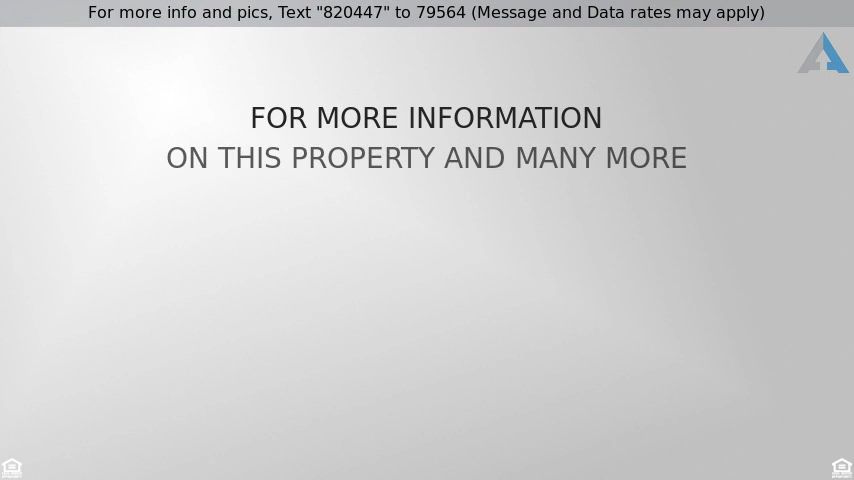 For more info and pics, Text "820447" to 79564 (Message and Data rates may apply)
FOR MORE INFORMATION
ON THIS PROPERTY AND MANY MORE